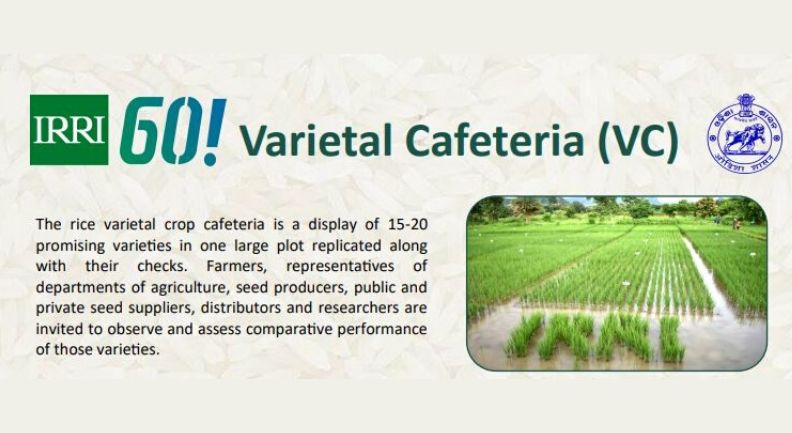 IRRI 60! Varietal Cafeteria (VC)
The rice varietal crop cafeteria is a display of 15-20
promising varieties in one large plot replicated along
with their checks. Farmers, representatives of
departments of agriculture, seed producers, public and
private seed suppliers, distributors and researchers are
invited to observe and assess comparative performance
of those varieties.
IRRI